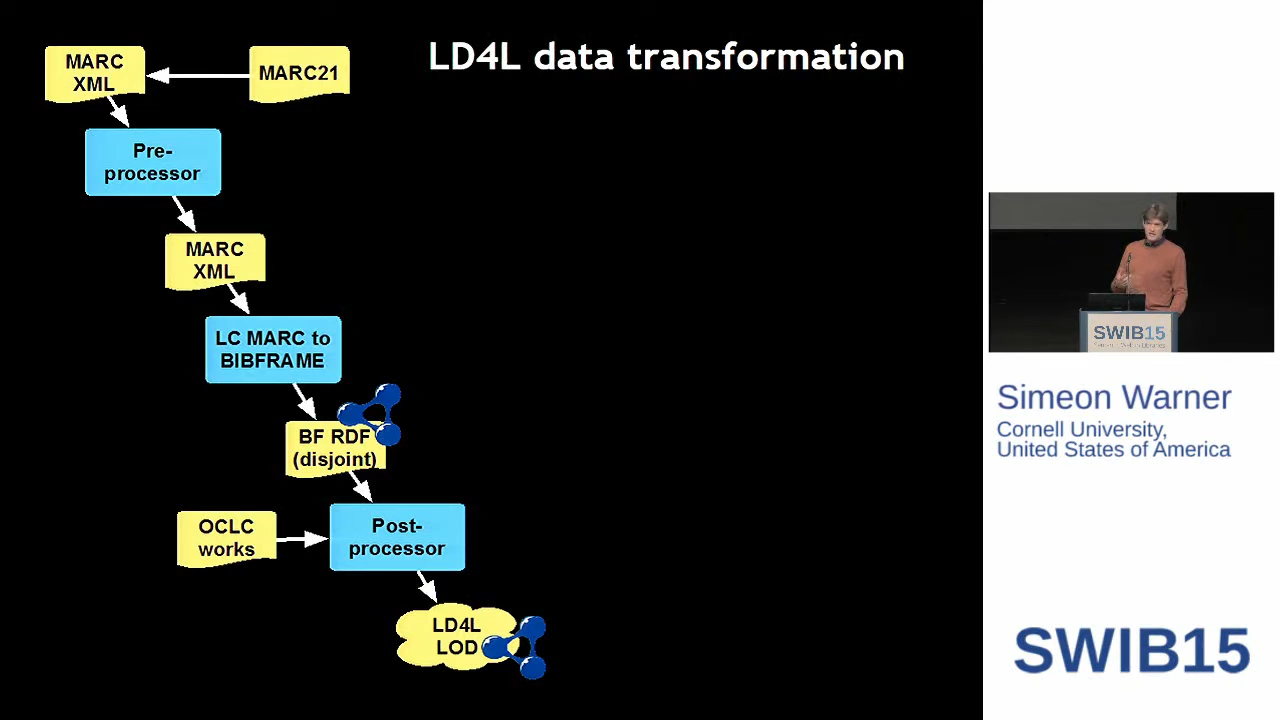 LD4L data transformation
MARC
XML
MARC21
Pre-
processor
MARC
XML
LC MARC to
BIBFRAME
BF RDF
(disjoint)
OCLC
works
Post-
processor
LD4L
LOD
SWIB15
Simeon Warner
Cornell University,
United States of America
SWIB15